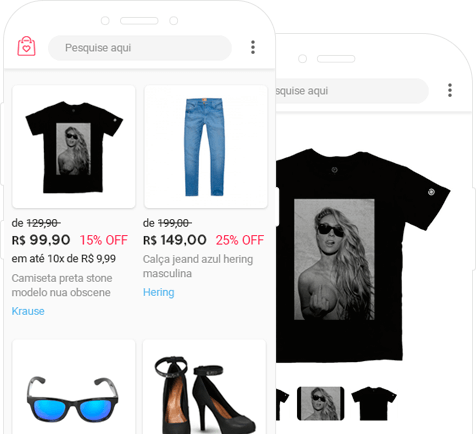 Pesquise aqui
de 129,90
R$ 99,90 15% OFF
em até 10x de R$ 9,99
Camiseta preta stone
modelo nua obscene
Krause
de 199,00
R$ 149,00 25% OFF
Calça jeand azul hering
masculina
Hering
squise aqui